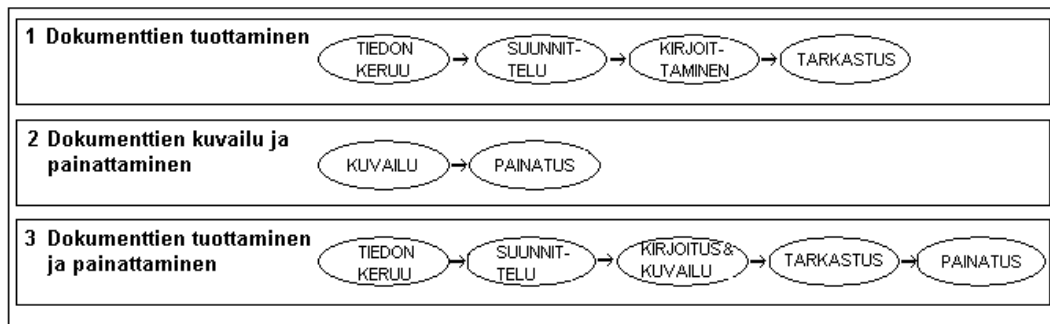 1 Dokumenttien tuottaminen
TIEDON
KERUU
SUUNNIT-
TELU
KIRJOIT-
TAMINEN
TARKASTUS
2 Dokumenttien kuvailu ja
painattaminen
KUVAILU
PAINATUS
3 Dokumenttien tuottaminen
ja painattaminen
TIEDON
KERUU
SUUNNIT-
TELU
KIRJOITUS&
KUVAILU
TARKASTUS
PAINATUS